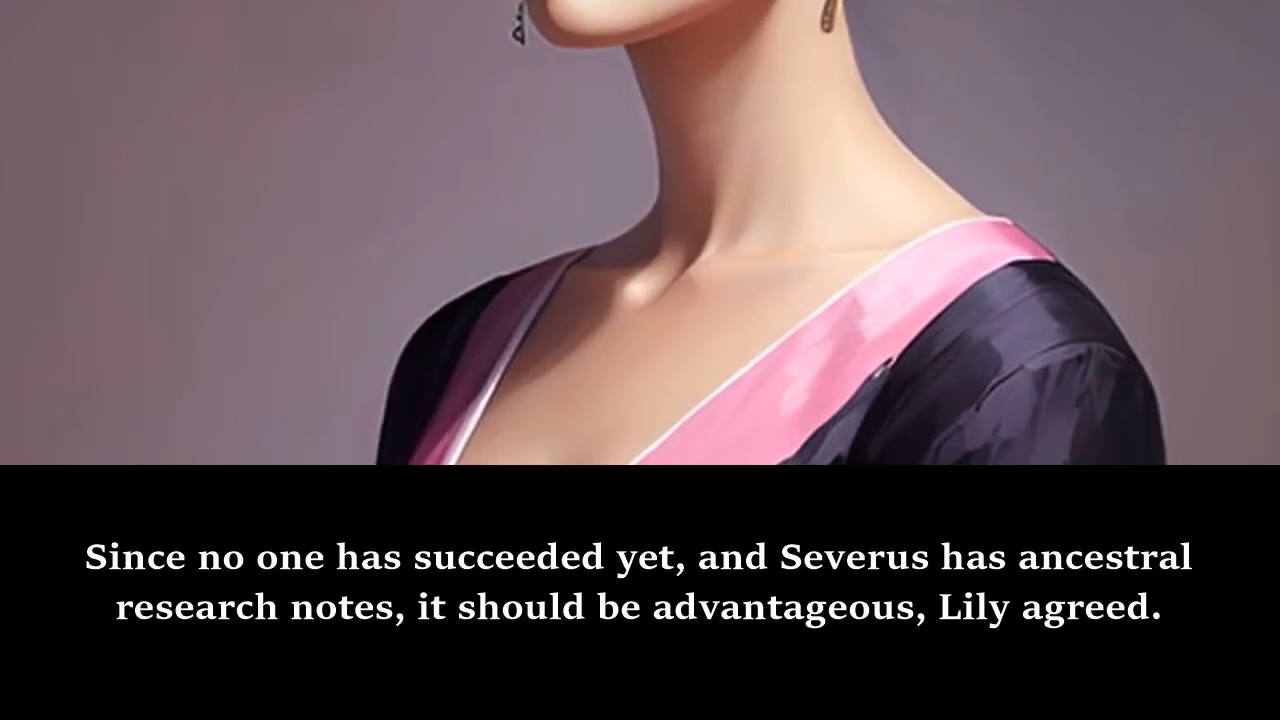 Since no one has succeeded yet, and Severus has ancestral
research notes, it should be advantageous, Lily agreed.